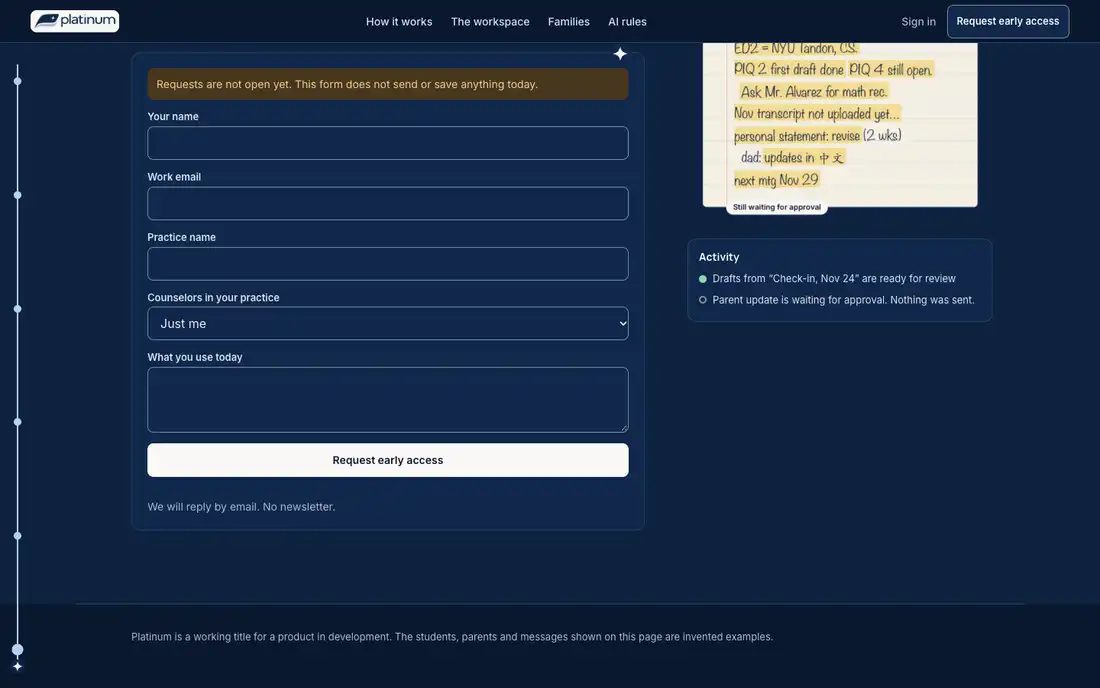 platinum
How it works
The workspace
Families
AI rules
Sign in
Request early access
Requests are not open yet. This form does not send or save anything today.
Your name
Work email
Practice name
Counselors in your practice
Just me
What you use today
Request early access
We will reply by email. No newsletter.
ED2 = NYU Tandon, CS.
PIQ 2 first draft done PIQ 4 still open.
Ask Mr. Alvarez for math rec.
Nov transcript not uploaded yet...
personal statement: revise (2 wks)
dad: updates in 中文
next mtg Nov 29
Still waiting for approval
Activity
Drafts from "Check-in, Nov 24" are ready for review
Parent update is waiting for approval. Nothing was sent.
Platinum is a working title for a product in development. The students, parents and messages shown on this page are invented examples.